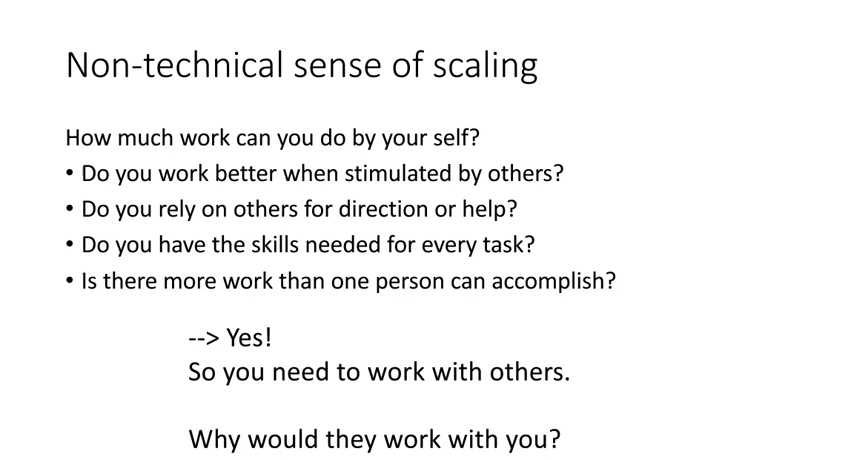 Non-technical sense of scaling
How much work can you do by your self?
• Do you work better when stimulated by others?
• Do you rely on others for direction or help?
• Do you have the skills needed for every task?
• Is there more work than one person can accomplish?
--> Yes!
So you need to work with others.
Why would they work with you?